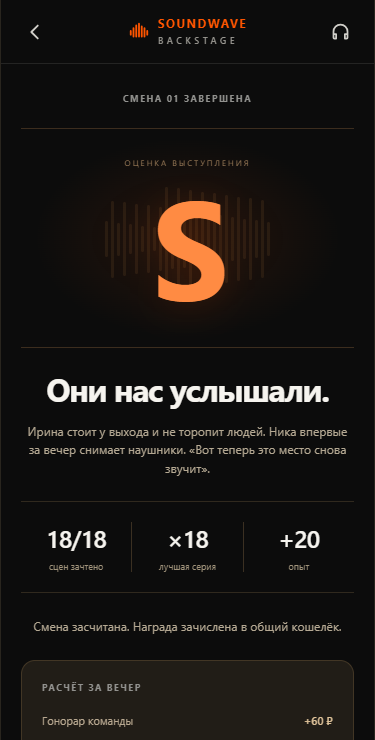 SOUNDWAVE
BACKSTAGE
СМЕНА 01 ЗАВЕРШЕНА
ОЦЕНКА ВЫСТУПЛЕНИЯ
S
Они нас услышали.
Ирина стоит у выхода и не торопит людей. Ника впервые
за вечер снимает наушники. «Вот теперь это место снова
звучит».
18/18 ×18 +20
сцен зачтено лучшая серия опыт
Смена засчитана. Награда зачислена в общий кошелёк.
РАСЧЁТ ЗА ВЕЧЕР
Гонорар команды +60 ₽